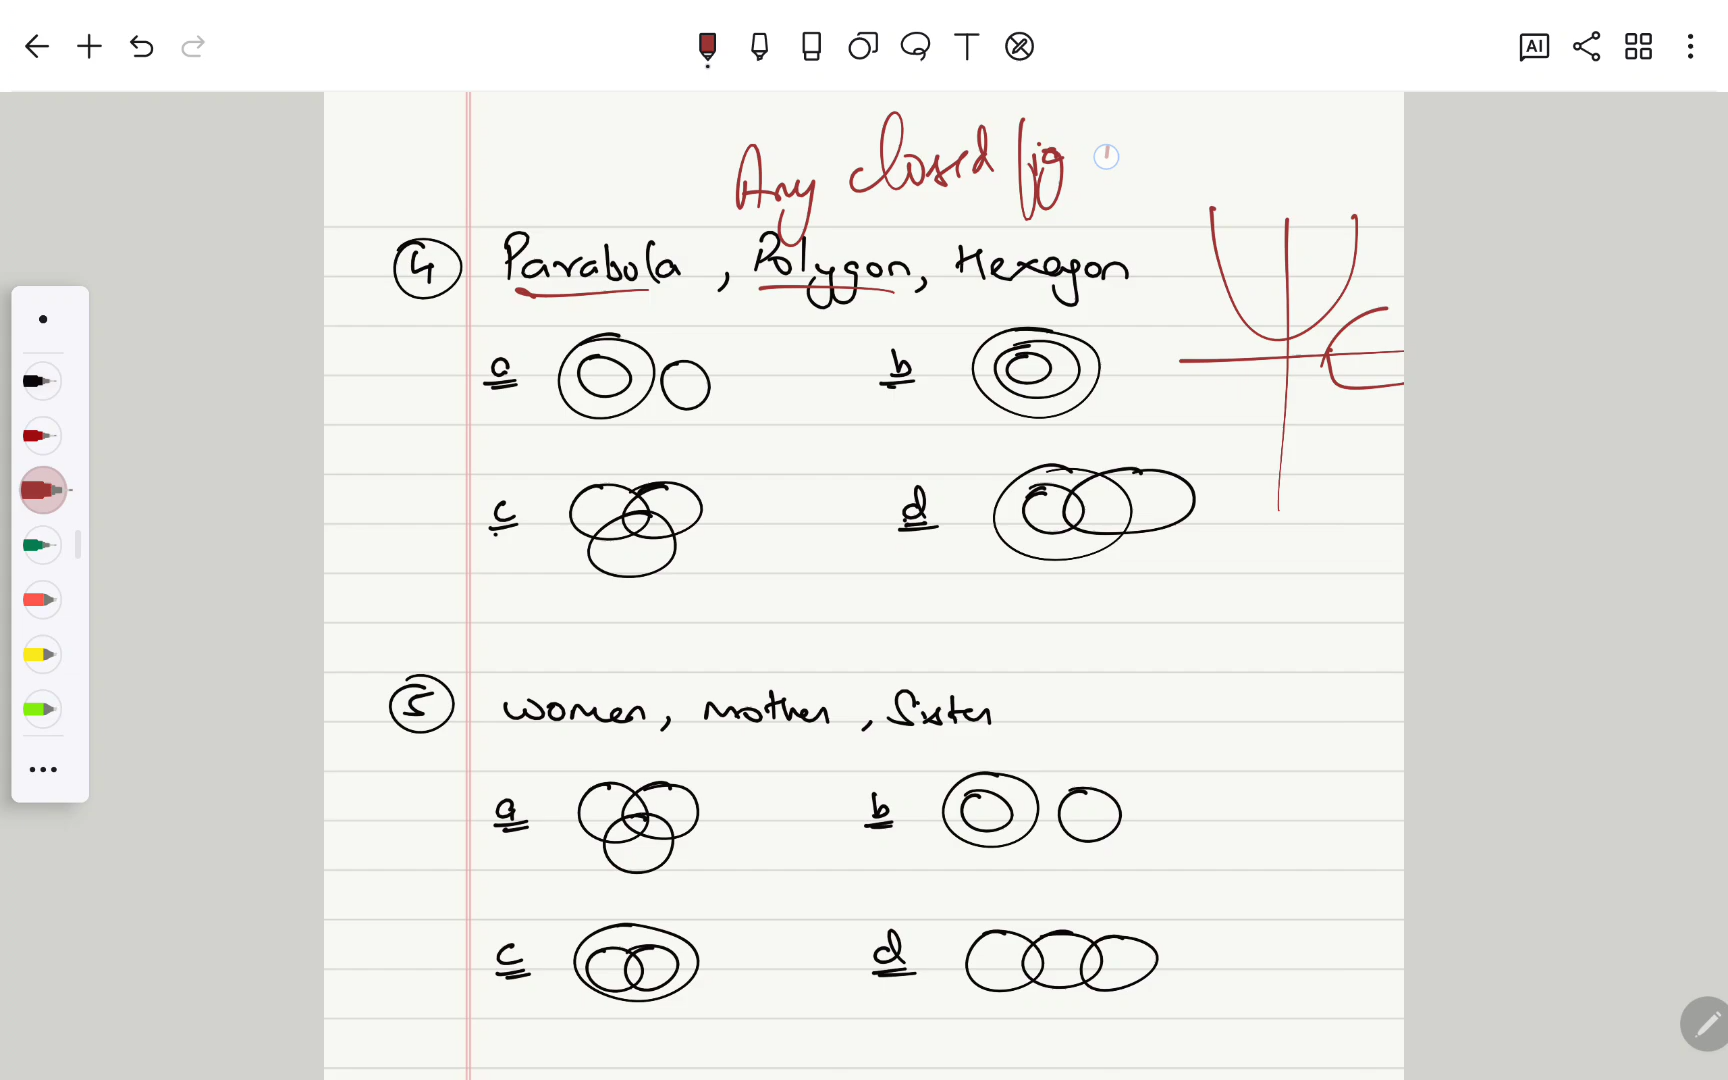 AI
T
Any closed fig
4 Parabola, Polygon, Hexagon
a b
c d
5 women, mother, Sister
a b
c d